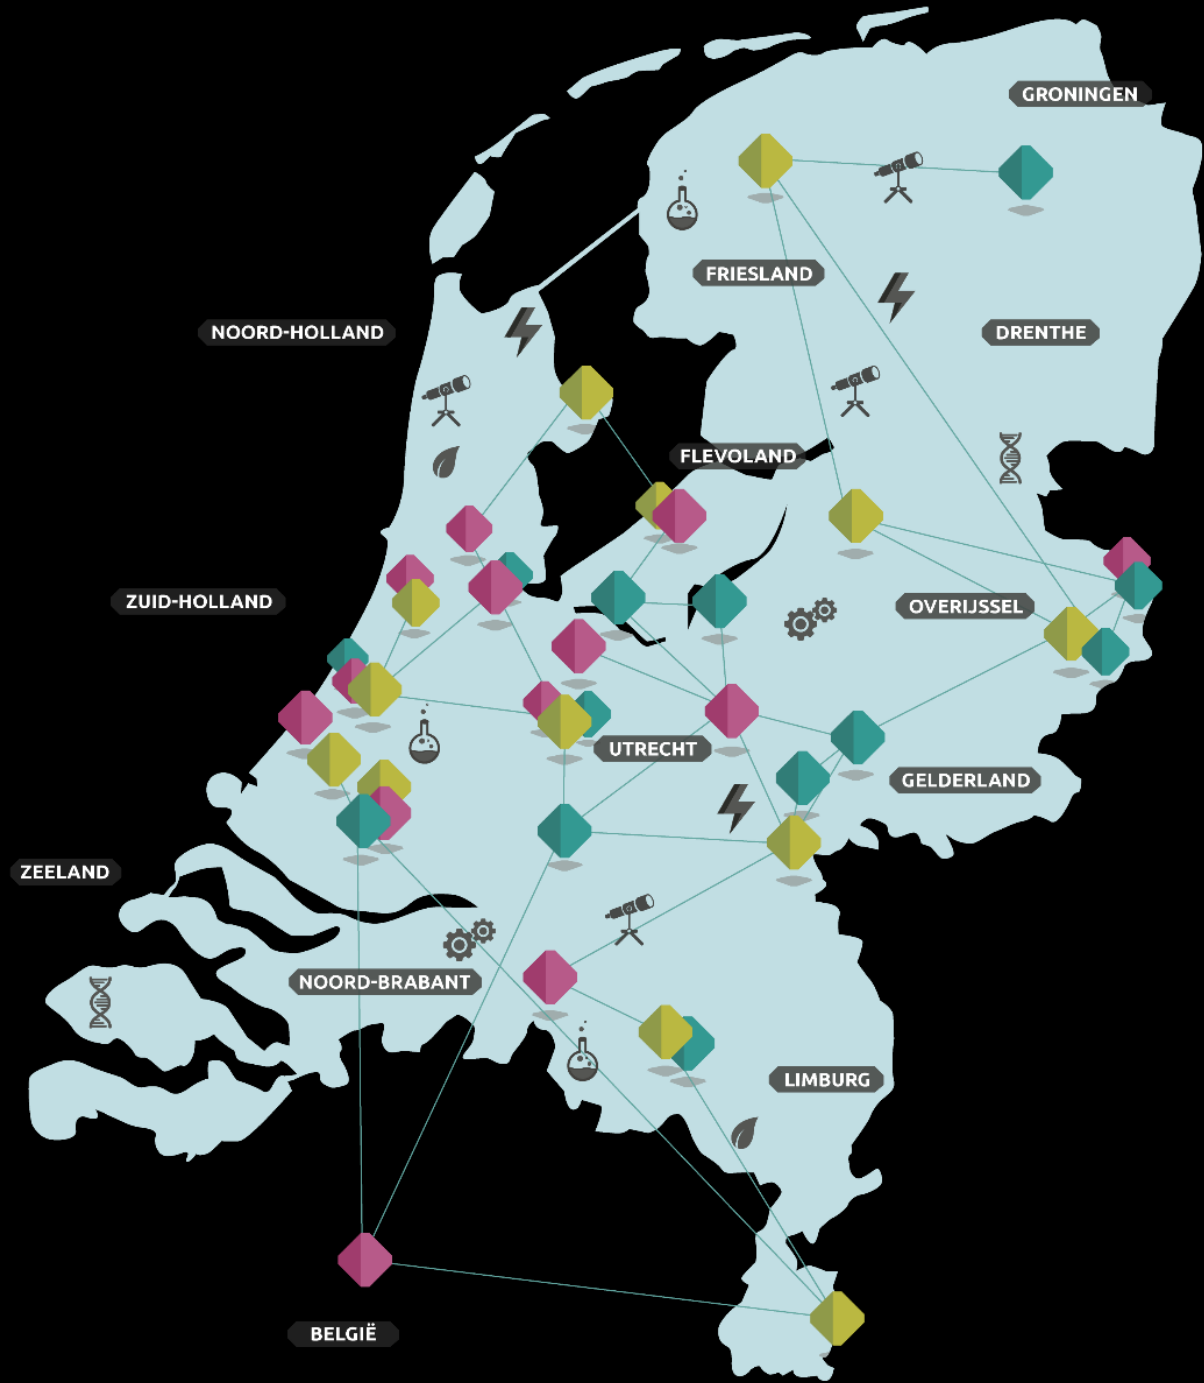 GRONINGEN
FRIESLAND
NOORD-HOLLAND
DRENTHE
FLEVOLAND
ZUID-HOLLAND
OVERIJSSEL
UTRECHT
GELDERLAND
ZEELAND
NOORD-BRABANT
LIMBURG
BELGIË